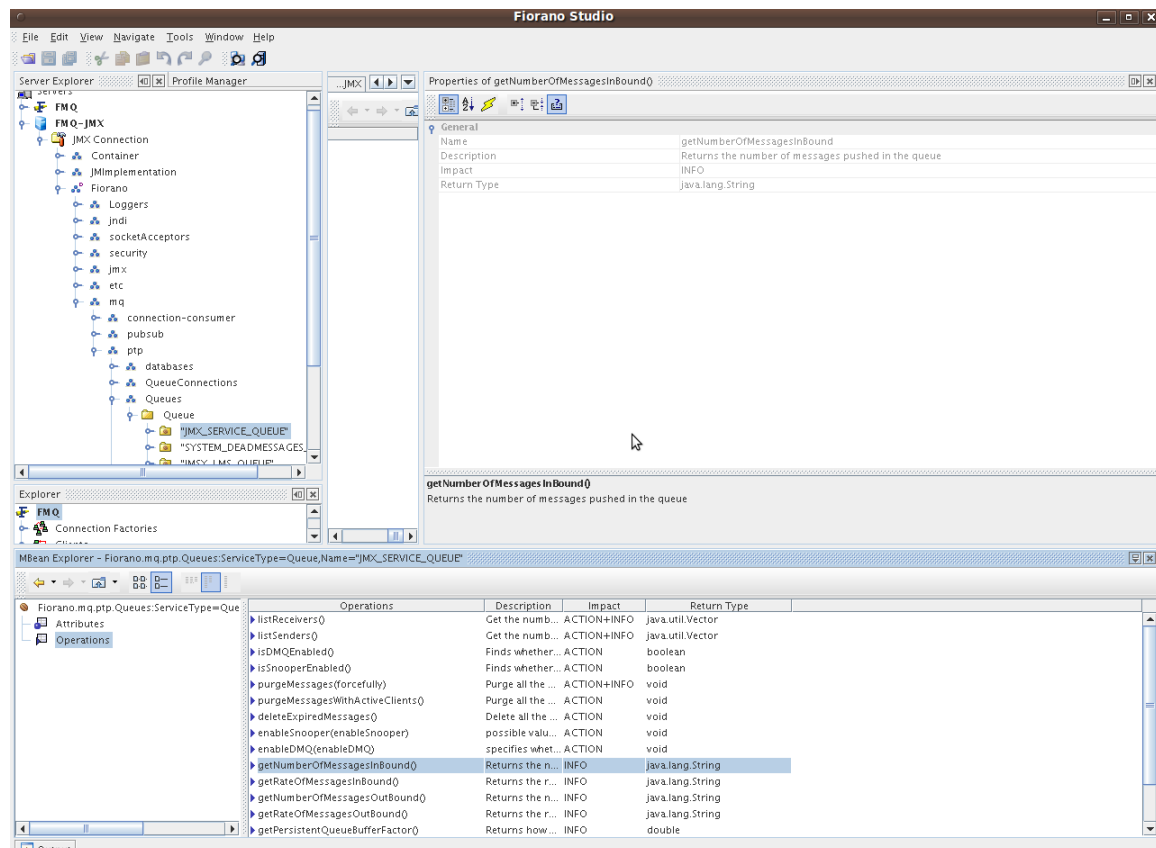 Fiorano Studio
File Edit View Navigate Tools Window Help
Server Explorer Profile Manager
Servers
FMQ
FMQ-JMX
JMX Connection
Container
JMImplementation
Fiorano
Loggers
jndi
socketAcceptors
security
jmx
etc
mq
connection-consumer
pubsub
ptp
databases
QueueConnections
Queues
Queue
"JMX_SERVICE_QUEUE"
"SYSTEM_DEADMESSAGES_
"IMSX_LMS_QUEUE"
...JMX
Properties of getNumberOfMessagesInBound()
General
Name getNumberOfMessagesInBound
Description Returns the number of messages pushed in the queue
Impact INFO
Return Type java.lang.String
getNumberOfMessagesInBound()
Returns the number of messages pushed in the queue
Explorer
FMQ
Connection Factories
Clients
MBean Explorer - Fiorano.mq.ptp.Queues:ServiceType=Queue,Name="JMX_SERVICE_QUEUE"
Fiorano.mq.ptp.Queues:ServiceType=Que
Attributes
Operations
Operations Description Impact Return Type
listReceivers() Get the numb... ACTION+INFO java.util.Vector
listSenders() Get the numb... ACTION+INFO java.util.Vector
isDMQEnabled() Finds whether... ACTION boolean
isSnooperEnabled() Finds whether... ACTION boolean
purgeMessages(forcefully) Purge all the ... ACTION+INFO void
purgeMessagesWithActiveClients() Purge all the ... ACTION void
deleteExpiredMessages() Delete all the ... ACTION void
enableSnooper(enableSnooper) possible valu... ACTION void
enableDMQ(enableDMQ) specifies whet... ACTION void
getNumberOfMessagesInBound() Returns the n... INFO java.lang.String
getRateOfMessagesInBound() Returns the r... INFO java.lang.String
getNumberOfMessagesOutBound() Returns the n... INFO java.lang.String
getRateOfMessagesOutBound() Returns the r... INFO java.lang.String
getPersistentQueueBufferFactor() Returns how... INFO double